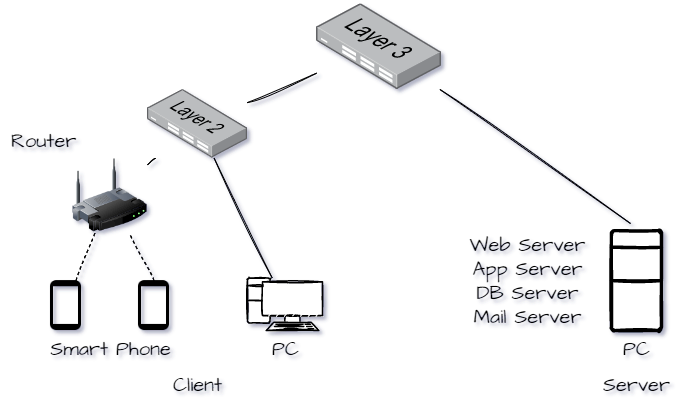 Layer 3
Layer 2
Router
Web Server
App Server
DB Server
Mail Server
Smart Phone
PC
PC
Client
Server